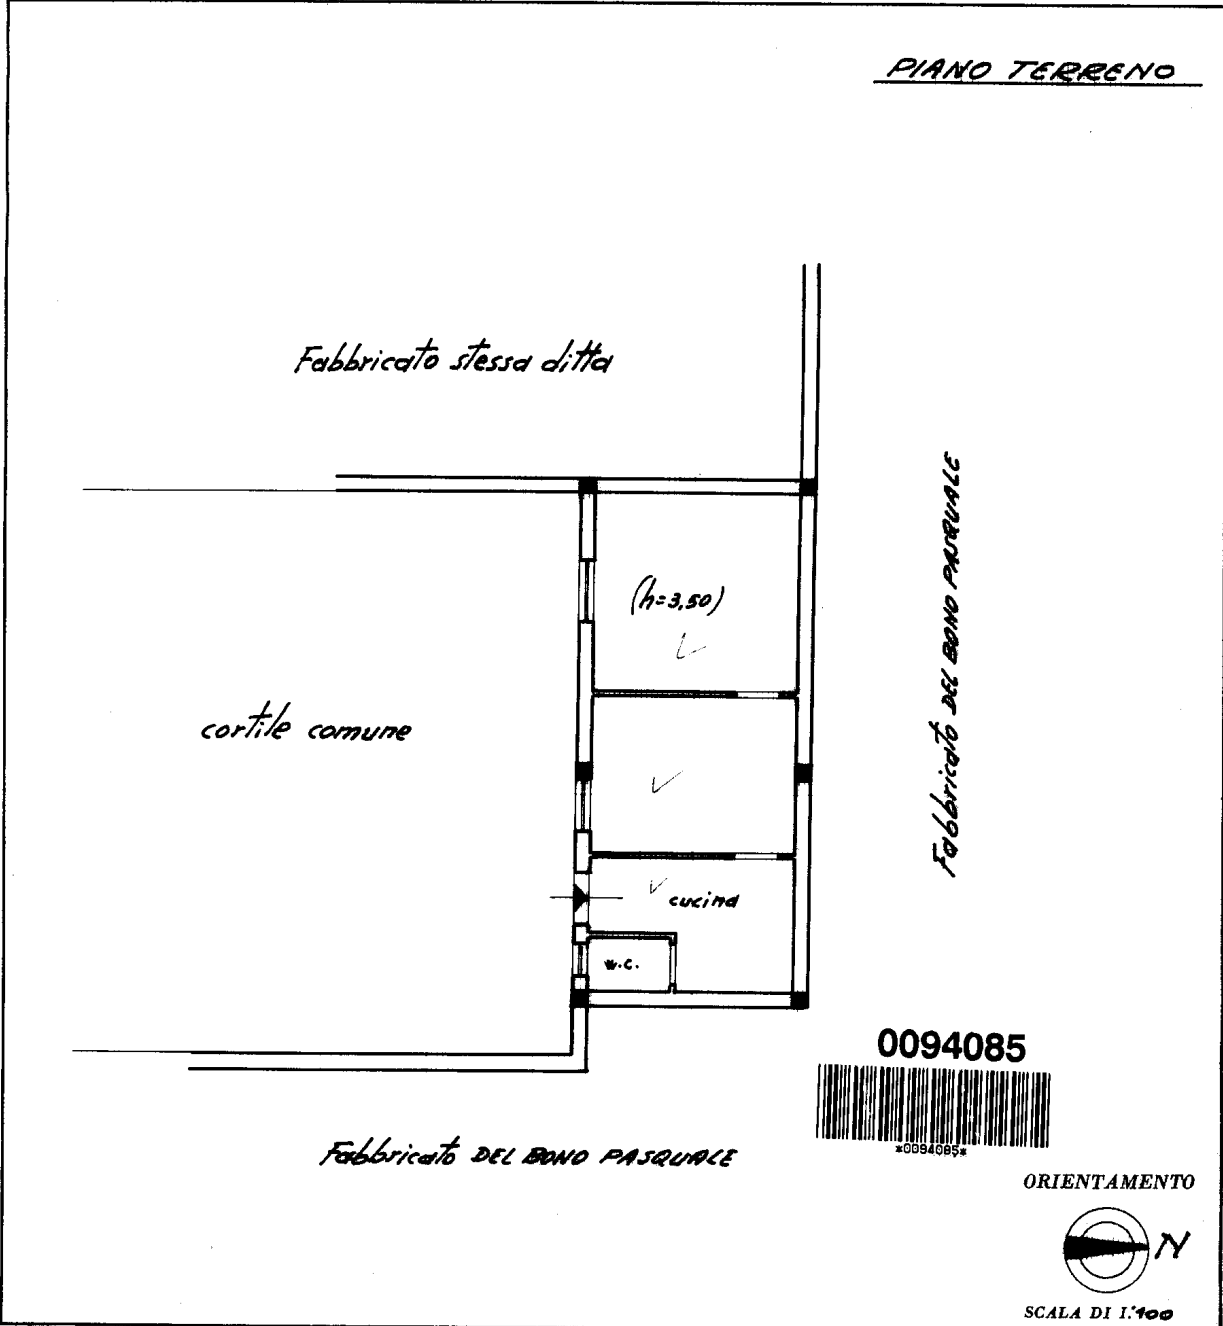 PIANO TERRENO
Fabbricato stessa ditta
Fabbricato DEL BONO PASQUALE
(h=3,50)
cortile comune
cucina
w.c.
0094085
*0094085*
Fabbricato DEL BONO PASQUALE
ORIENTAMENTO
N
SCALA DI 1:100